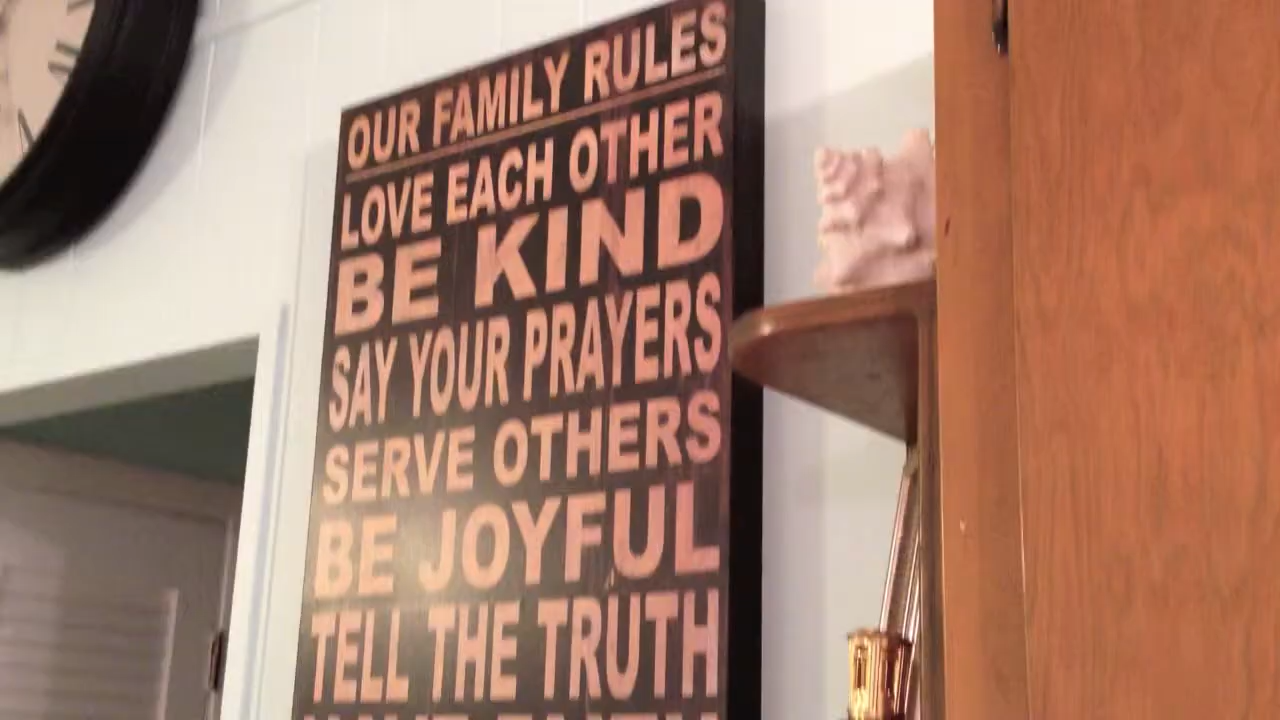 OUR FAMILY RULES
LOVE EACH OTHER
BE KIND
SAY YOUR PRAYERS
SERVE OTHERS
BE JOYFUL
TELL THE TRUTH